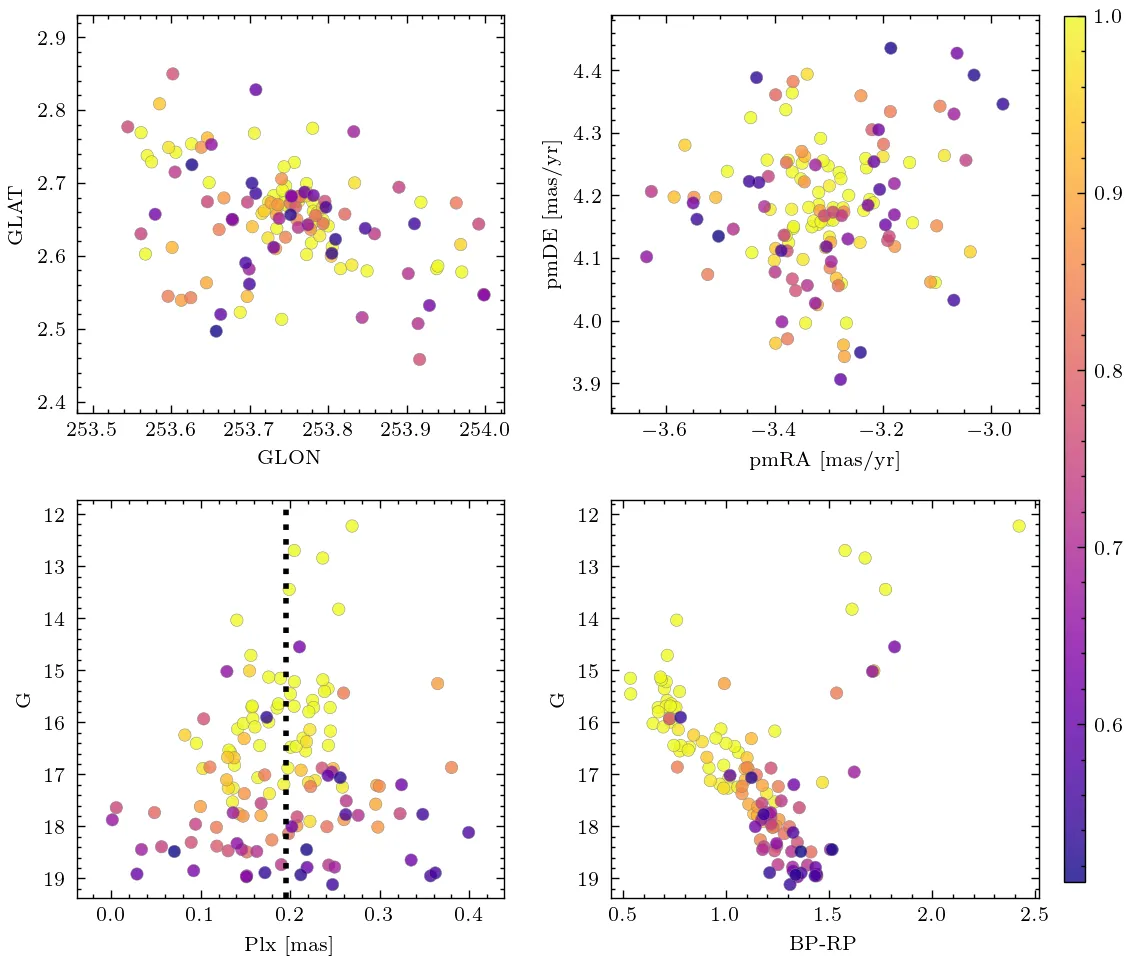 2.9
2.8
2.7
2.6
2.5
2.4
GLAT
253.5 253.6 253.7 253.8 253.9 254.0
GLON
4.4
4.3
4.2
4.1
4.0
3.9
pmDE [mas/yr]
−3.6 −3.4 −3.2 −3.0
pmRA [mas/yr]
12
13
14
15
16
17
18
19
G
0.0 0.1 0.2 0.3 0.4
Plx [mas]
12
13
14
15
16
17
18
19
G
0.5 1.0 1.5 2.0 2.5
BP-RP
1.0
0.9
0.8
0.7
0.6